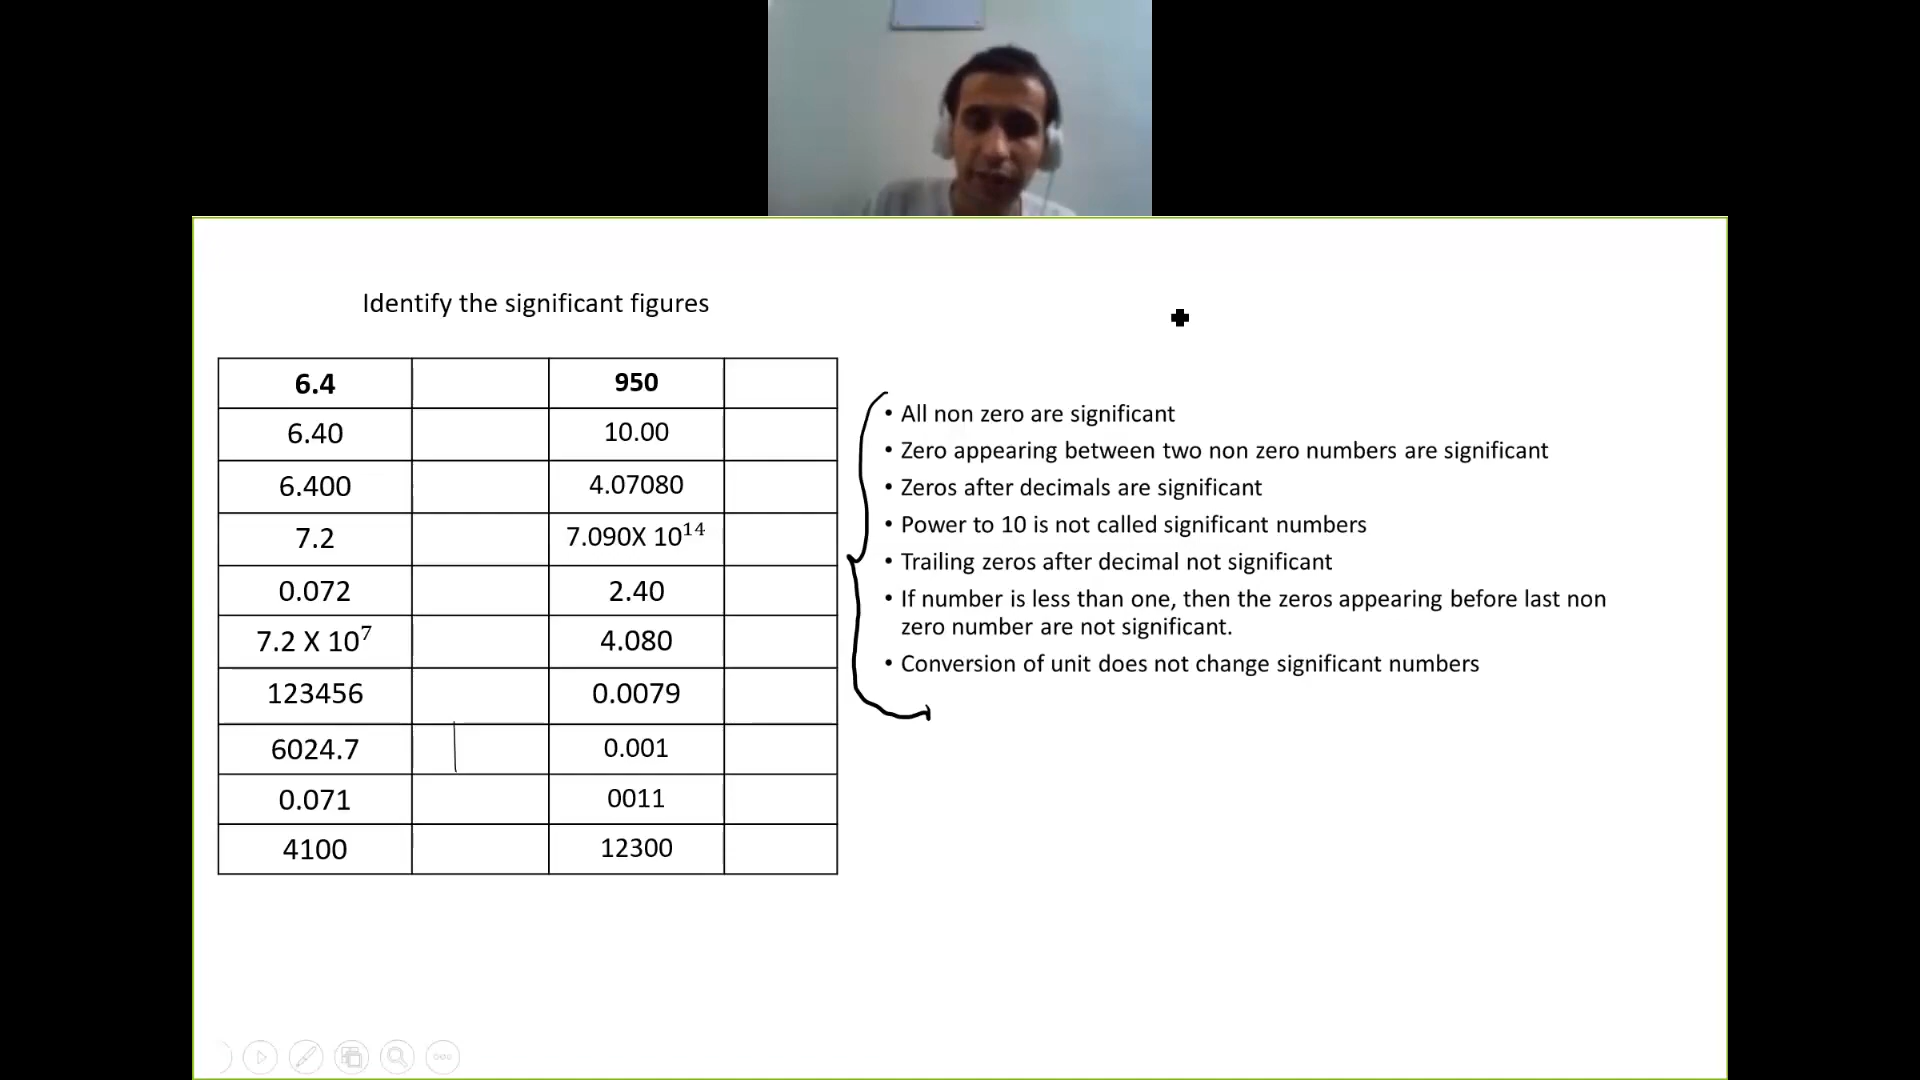 Identify the significant figures
6.4 950
6.40 10.00
6.400 4.07080
7.2 7.090X 10¹⁴
0.072 2.40
7.2 X 10⁷ 4.080
123456 0.0079
6024.7 0.001
0.071 0011
4100 12300
• All non zero are significant
• Zero appearing between two non zero numbers are significant
• Zeros after decimals are significant
• Power to 10 is not called significant numbers
• Trailing zeros after decimal not significant
• If number is less than one, then the zeros appearing before last non
zero number are not significant.
• Conversion of unit does not change significant numbers